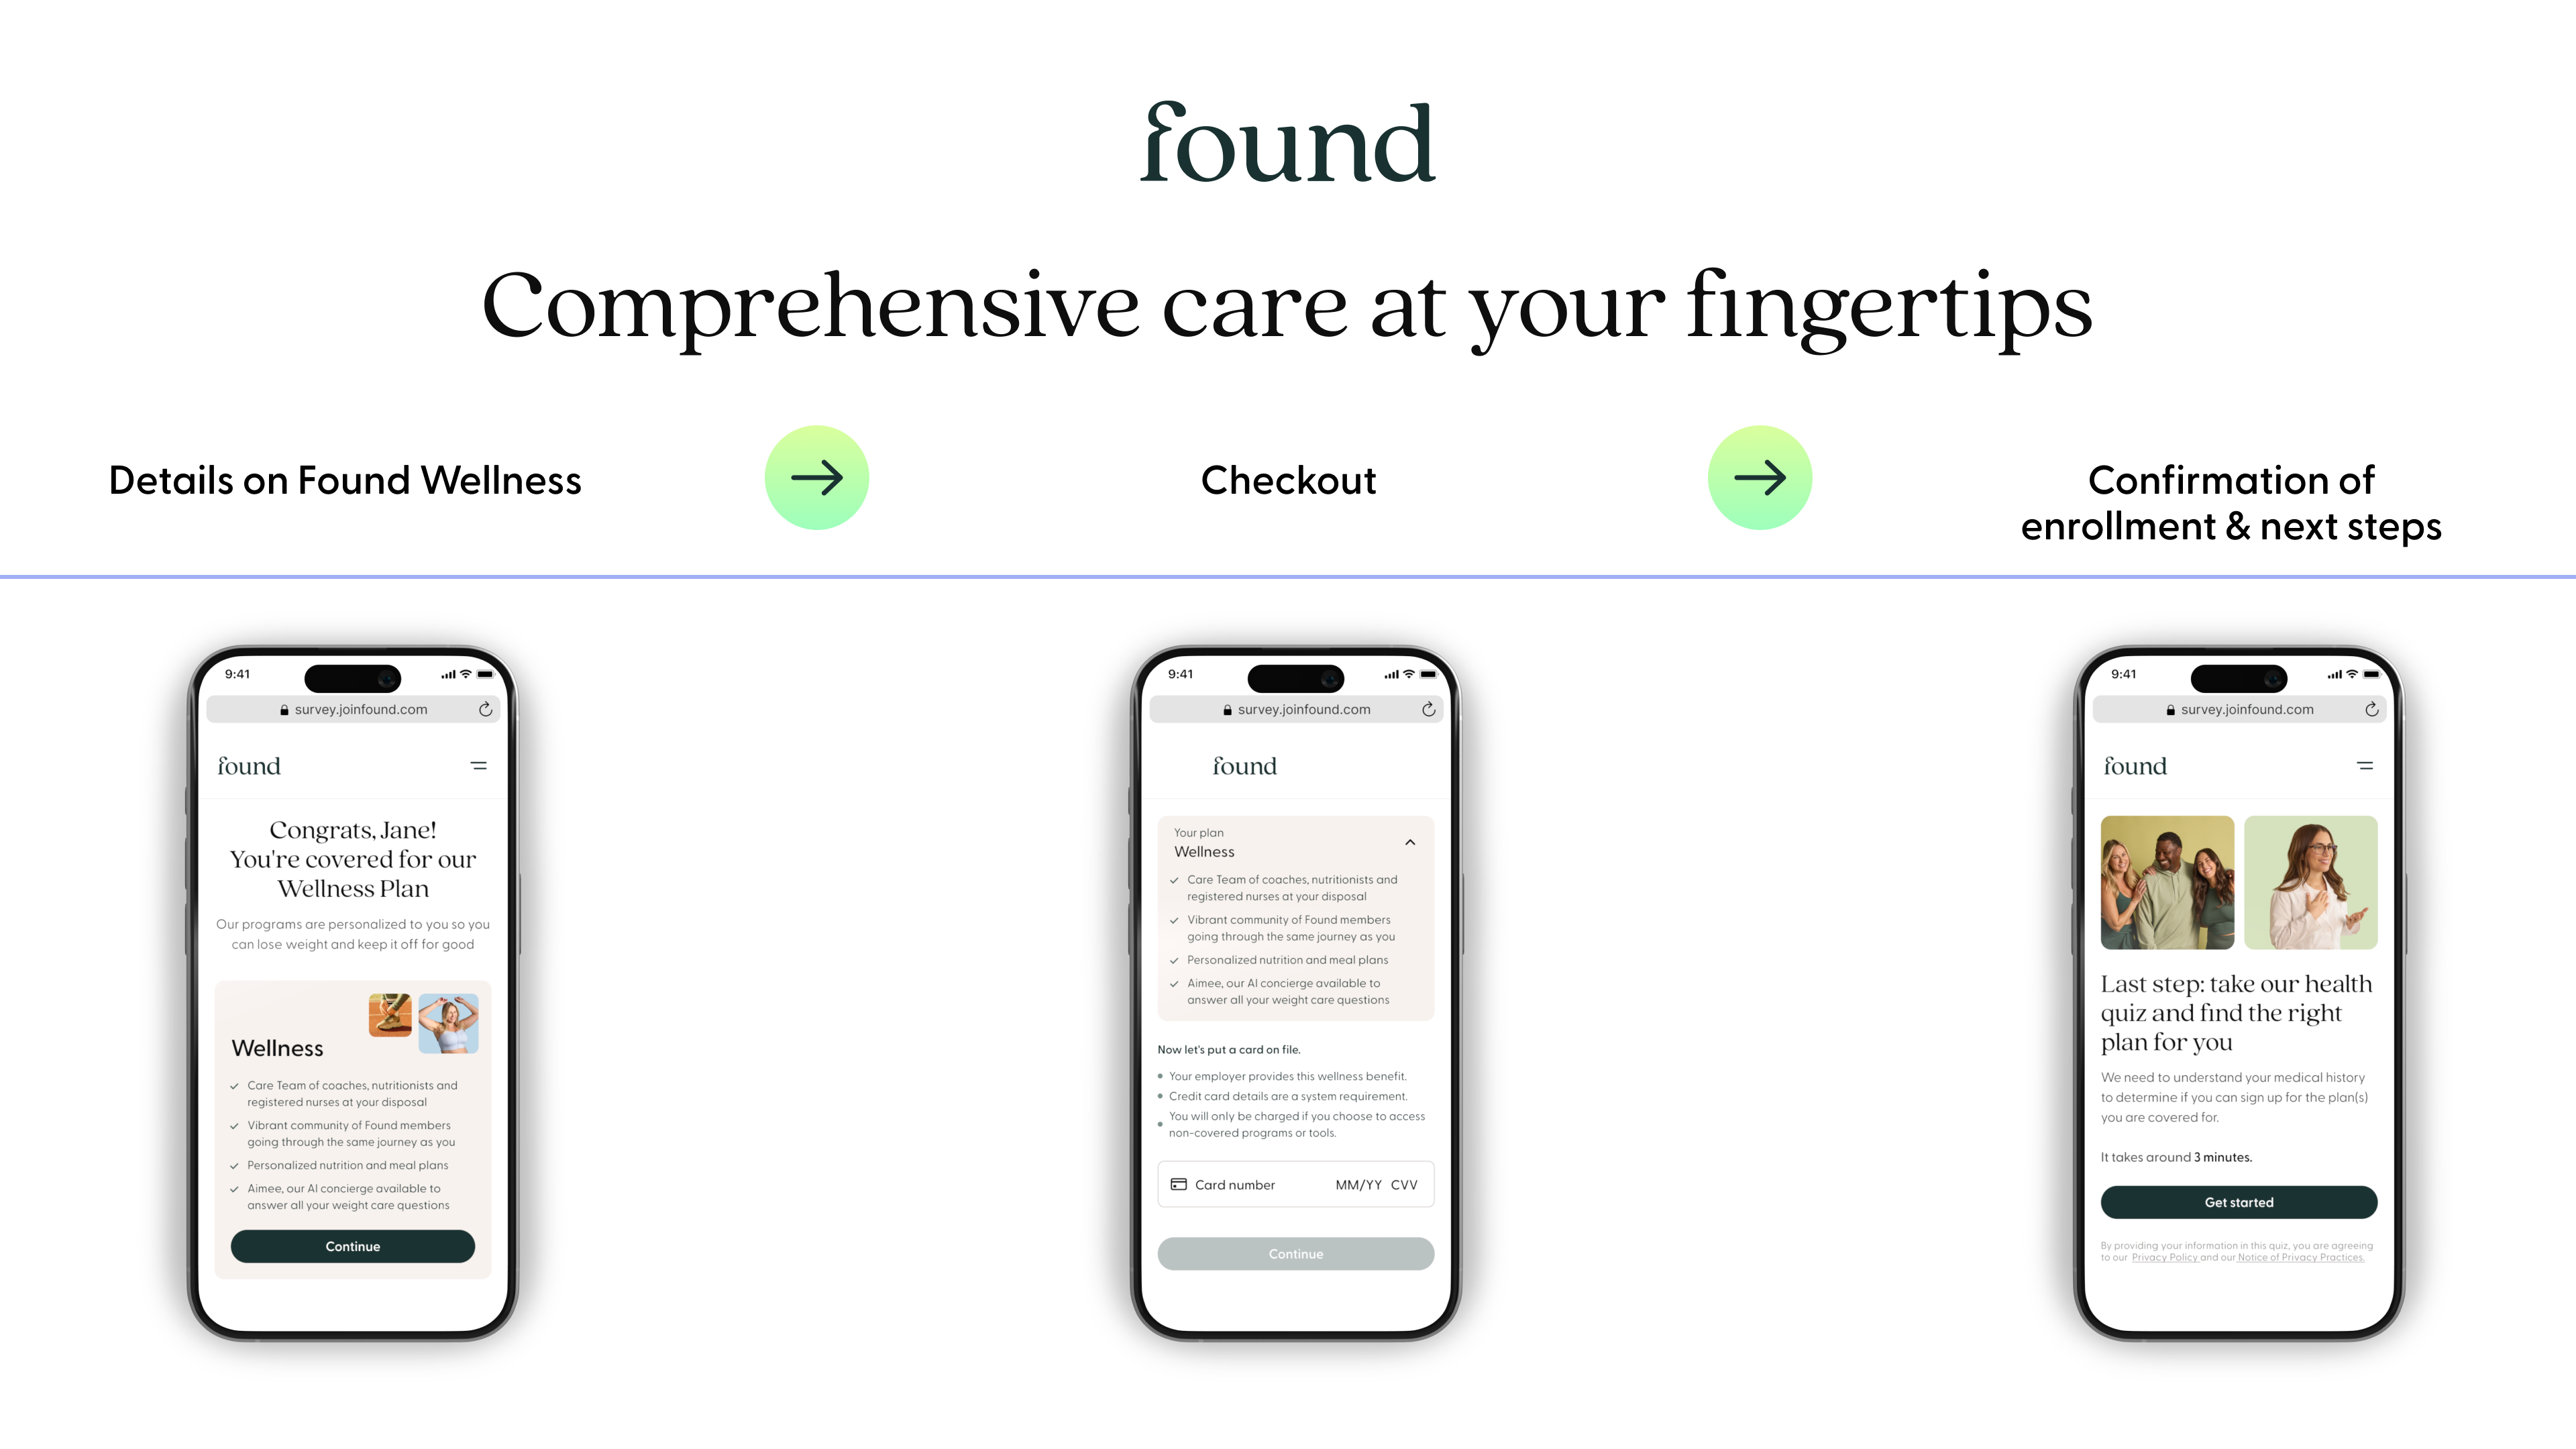 found
Comprehensive care at your fingertips
Details on Found Wellness
Checkout
Confirmation of
enrollment & next steps
9:41
survey.joinfound.com
found
Congrats, Jane!
You're covered for our
Wellness Plan
Our programs are personalized to you so you
can lose weight and keep it off for good
Wellness
Care Team of coaches, nutritionists and
registered nurses at your disposal
Vibrant community of Found members
going through the same journey as you
Personalized nutrition and meal plans
Aimee, our AI concierge available to
answer all your weight care questions
Continue
9:41
survey.joinfound.com
found
Your plan
Wellness
Care Team of coaches, nutritionists and
registered nurses at your disposal
Vibrant community of Found members
going through the same journey as you
Personalized nutrition and meal plans
Aimee, our AI concierge available to
answer all your weight care questions
Now let's put a card on file.
Your employer provides this wellness benefit.
Credit card details are a system requirement.
You will only be charged if you choose to access
non-covered programs or tools.
Card number MM/YY CVV
Continue
9:41
survey.joinfound.com
found
Last step: take our health
quiz and find the right
plan for you
We need to understand your medical history
to determine if you can sign up for the plan(s)
you are covered for.
It takes around 3 minutes.
Get started
By providing your information in this quiz, you are agreeing
to our Privacy Policy and our Notice of Privacy Practices.